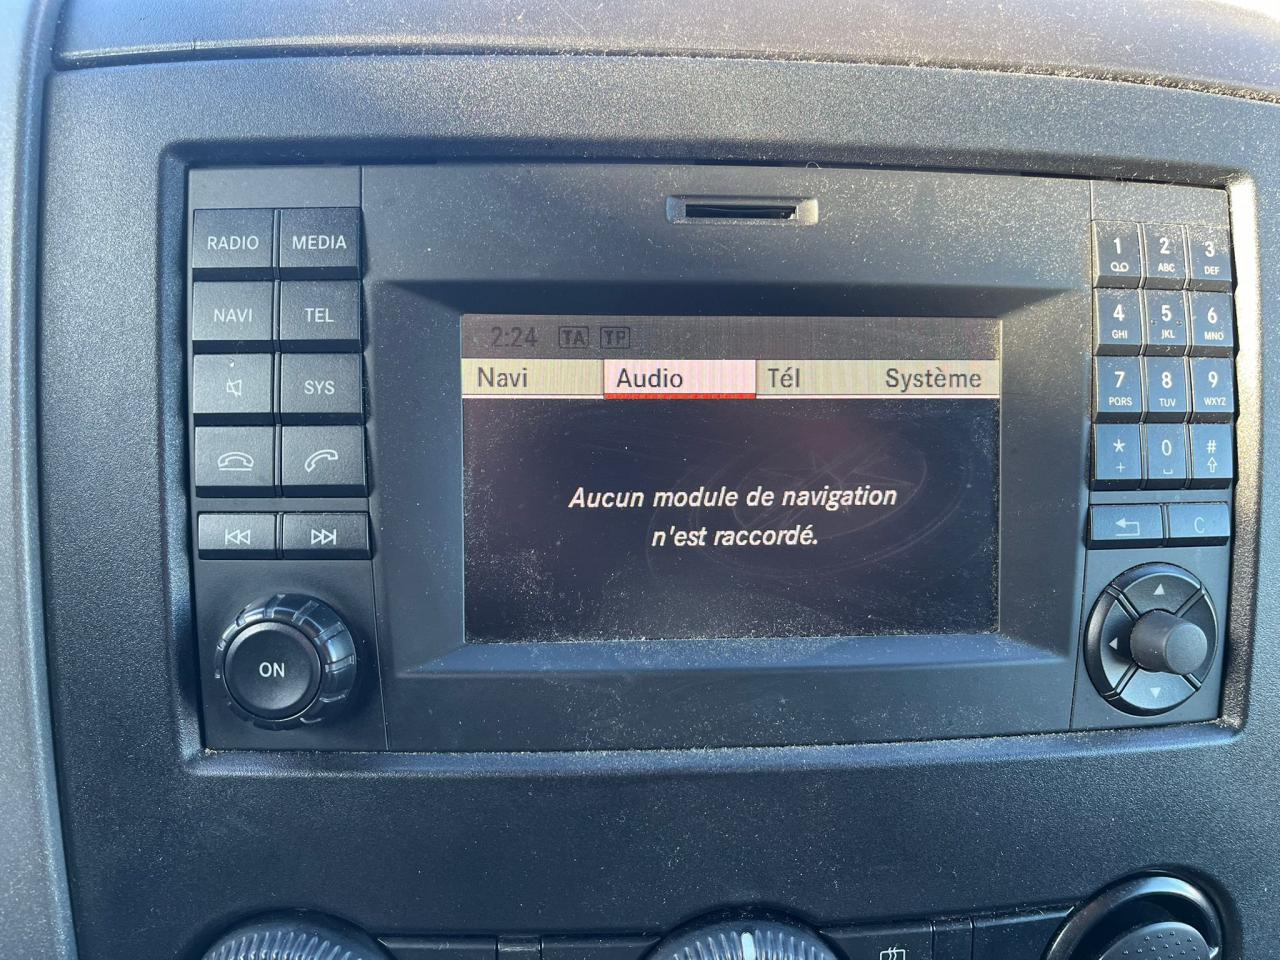 RADIO MEDIA
NAVI TEL
SYS
ON
2:24 TA TP
Navi Audio Tél Système
Aucun module de navigation
n'est raccordé.
1 2 3
ABC DEF
4 5 6
GHI JKL MNO
7 8 9
PQRS TUV WXYZ
* 0 #
+
C